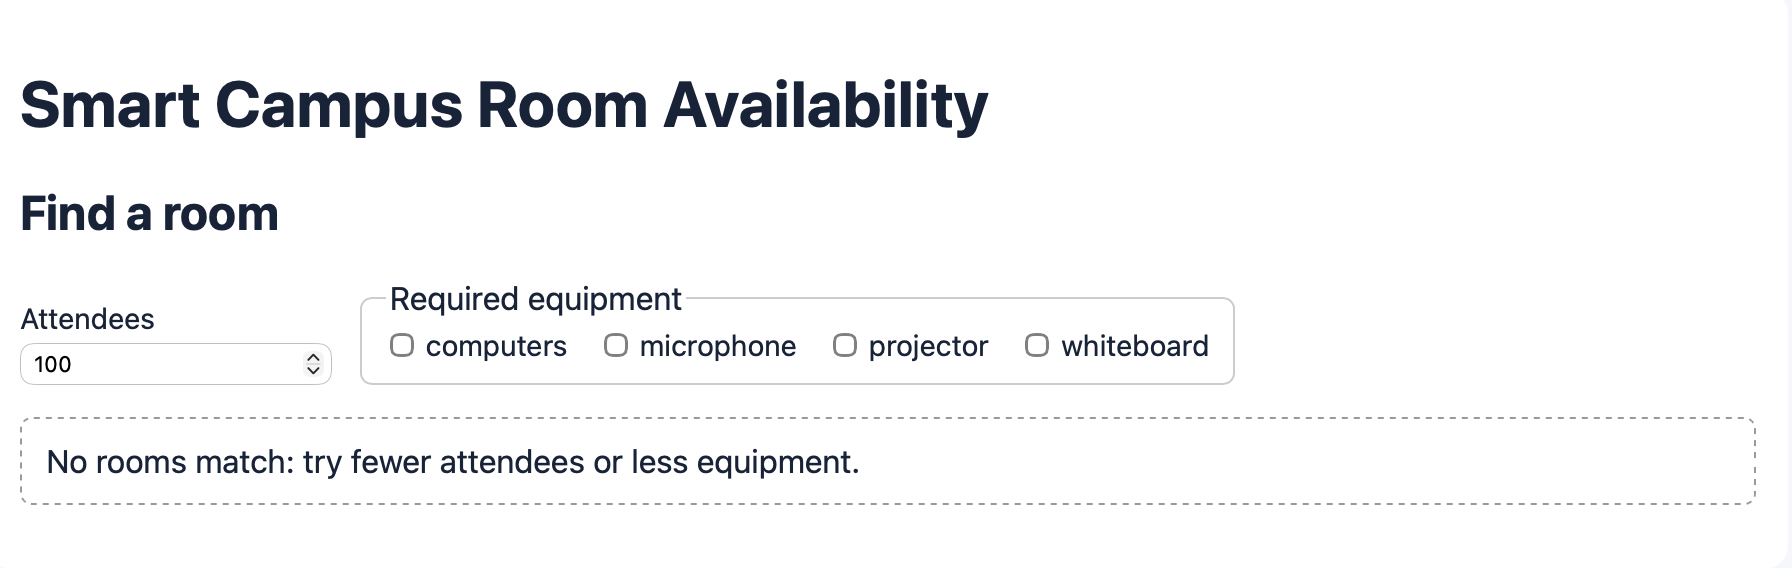 Smart Campus Room Availability
Find a room
Attendees
100
Required equipment
computers microphone projector whiteboard
No rooms match: try fewer attendees or less equipment.